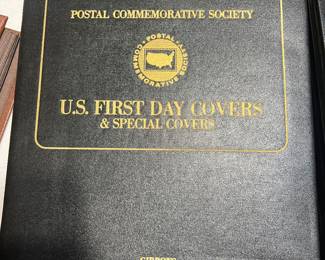 POSTAL COMMEMORATIVE SOCIETY
POSTAL
COMMEMORATIVE SOCIETY
U.S. FIRST DAY COVERS
& SPECIAL COVERS